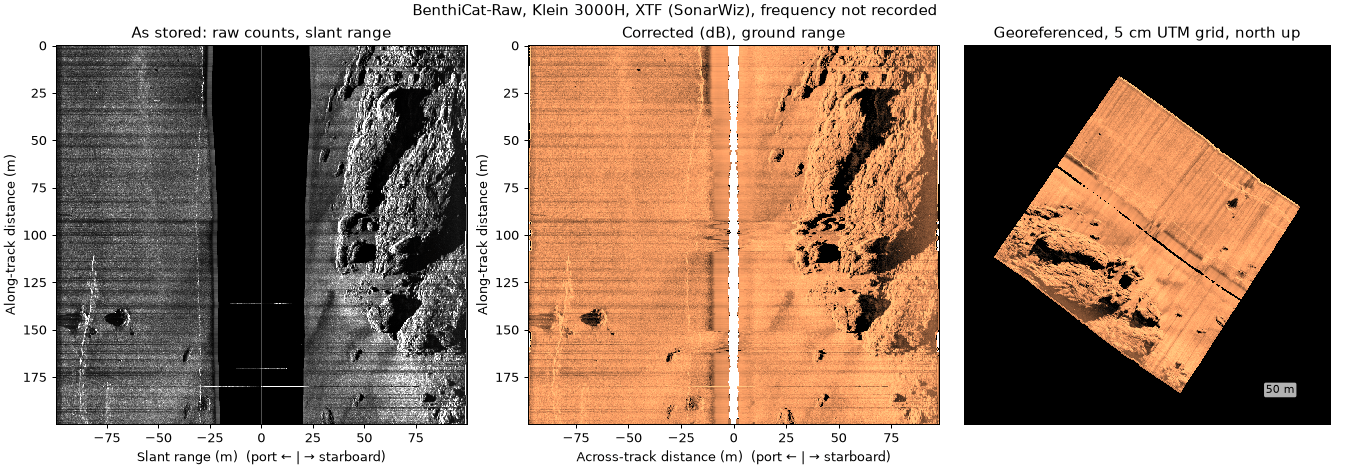 BenthiCat-Raw, Klein 3000H, XTF (SonarWiz), frequency not recorded
As stored: raw counts, slant range
Corrected (dB), ground range
Georeferenced, 5 cm UTM grid, north up
0
25
50
75
100
125
150
175
Along-track distance (m)
−75 −50 −25 0 25 50 75
Slant range (m) (port ← | → starboard)
0
25
50
75
100
125
150
175
Along-track distance (m)
−75 −50 −25 0 25 50 75
Across-track distance (m) (port ← | → starboard)
50 m